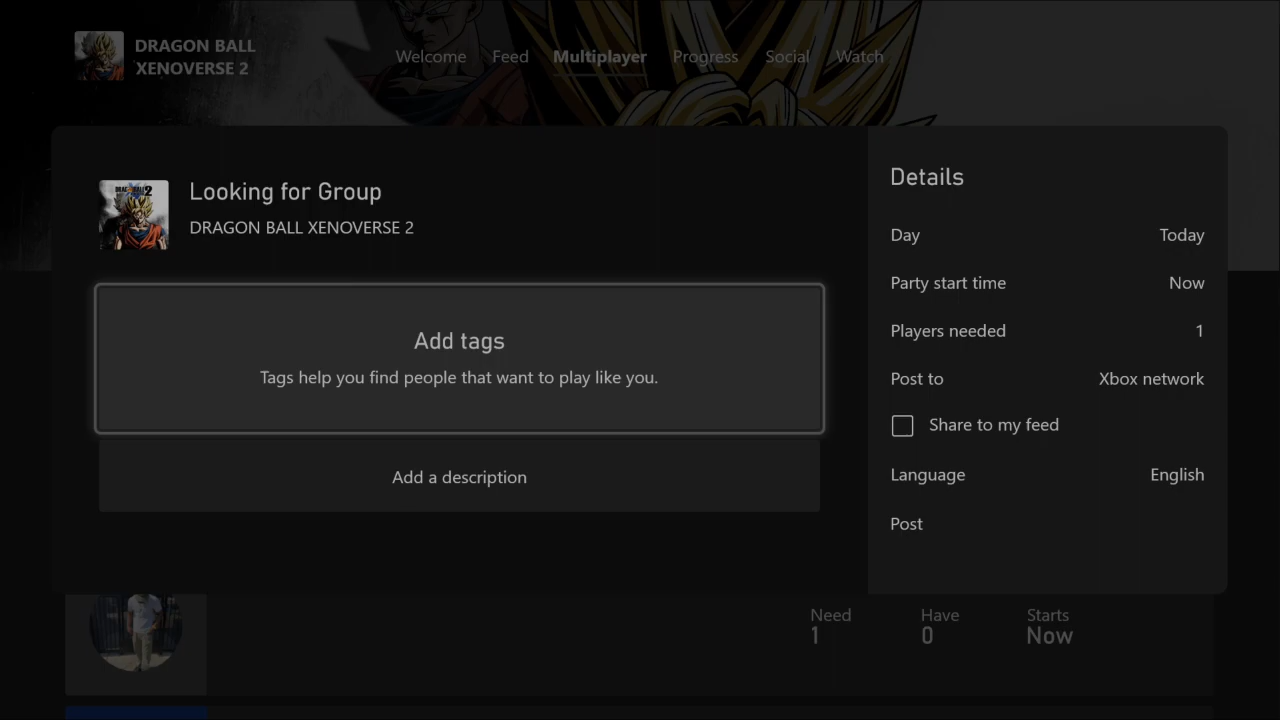 DRAGON BALL
XENOVERSE 2
Welcome
Feed
Multiplayer
Progress
Social
Watch
Looking for Group
DRAGON BALL XENOVERSE 2
Add tags
Tags help you find people that want to play like you.
Add a description
Details
Day
Today
Party start time
Now
Players needed
1
Post to
Xbox network
Share to my feed
Language
English
Post
Need
1
Have
0
Starts
Now